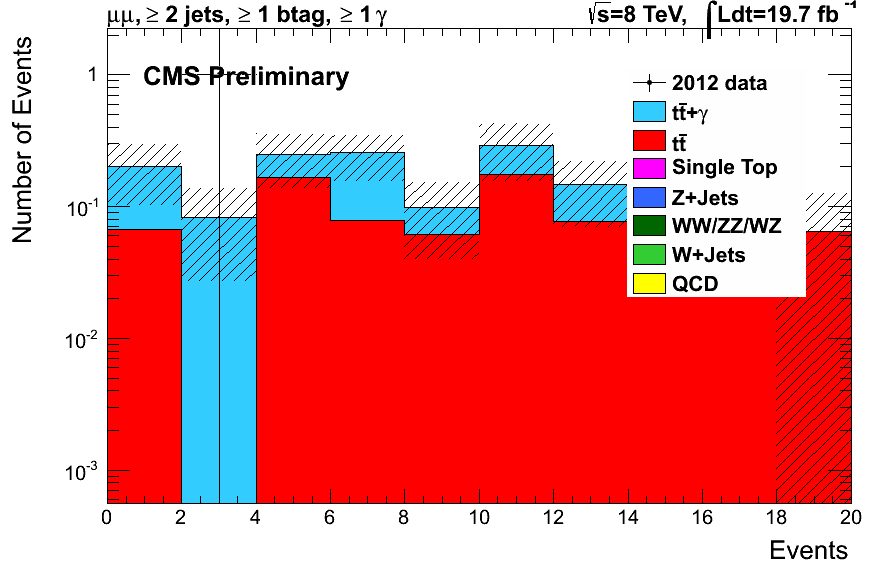 μμ, ≥ 2 jets, ≥ 1 btag, ≥ 1 γ
√s=8 TeV, ∫Ldt=19.7 fb⁻¹
Number of Events
CMS Preliminary
2012 data
tt̄+γ
tt̄
Single Top
Z+Jets
WW/ZZ/WZ
W+Jets
QCD
1
10⁻¹
10⁻²
10⁻³
0 2 4 6 8 10 12 14 16 18 20
Events